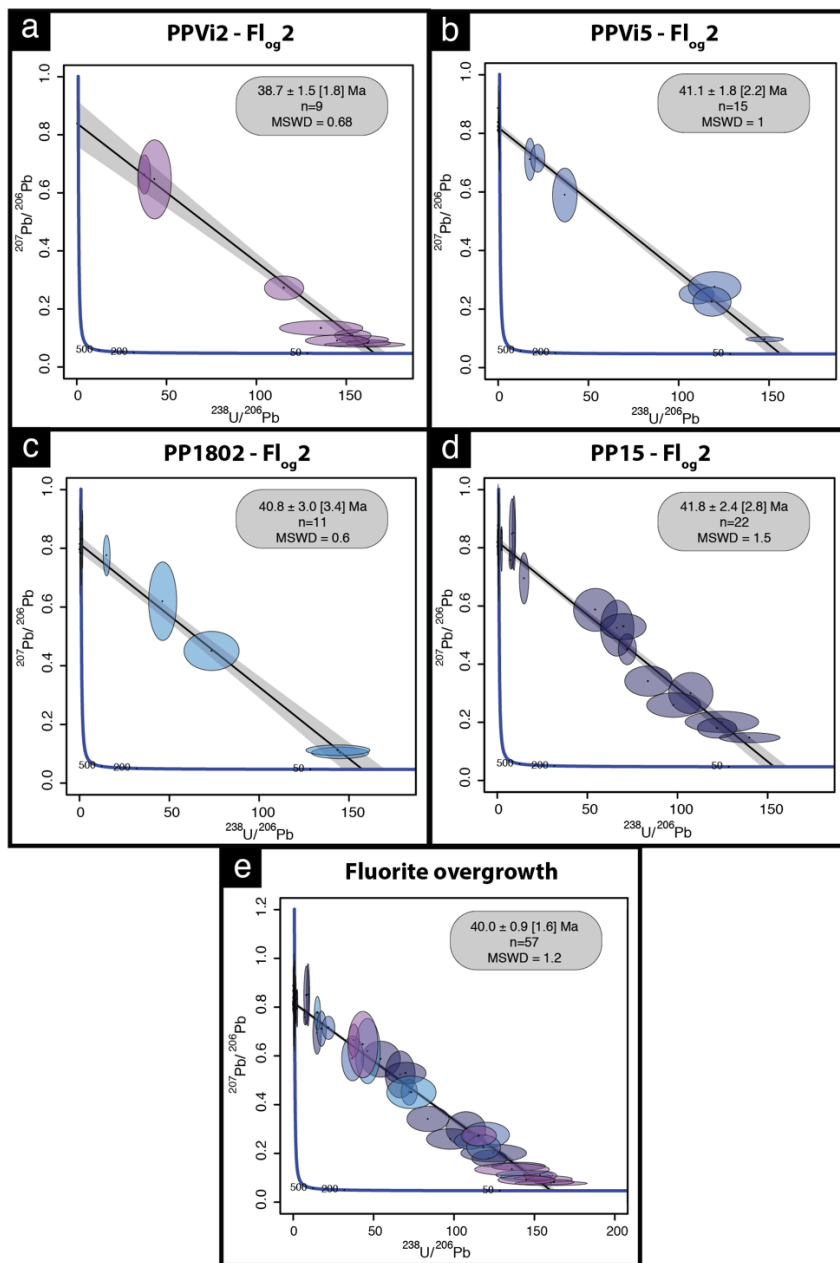 a
PPVi2 - Flog2
38.7 ± 1.5 [1.8] Ma
n=9
MSWD = 0.68
1.0
0.8
0.6
0.4
0.2
0.0
207Pb/206Pb
500
200
50
0
50
100
150
238U/206Pb
b
PPVi5 - Flog2
41.1 ± 1.8 [2.2] Ma
n=15
MSWD = 1
1.0
0.8
0.6
0.4
0.2
0.0
207Pb/206Pb
500
200
50
0
50
100
150
238U/206Pb
c
PP1802 - Flog2
40.8 ± 3.0 [3.4] Ma
n=11
MSWD = 0.6
1.0
0.8
0.6
0.4
0.2
0.0
207Pb/206Pb
500
200
50
0
50
100
150
238U/206Pb
d
PP15 - Flog2
41.8 ± 2.4 [2.8] Ma
n=22
MSWD = 1.5
1.0
0.8
0.6
0.4
0.2
0.0
207Pb/206Pb
500
200
50
0
50
100
150
238U/206Pb
e
Fluorite overgrowth
40.0 ± 0.9 [1.6] Ma
n=57
MSWD = 1.2
1.2
1.0
0.8
0.6
0.4
0.2
0.0
207Pb/206Pb
500
200
50
0
50
100
150
200
238U/206Pb